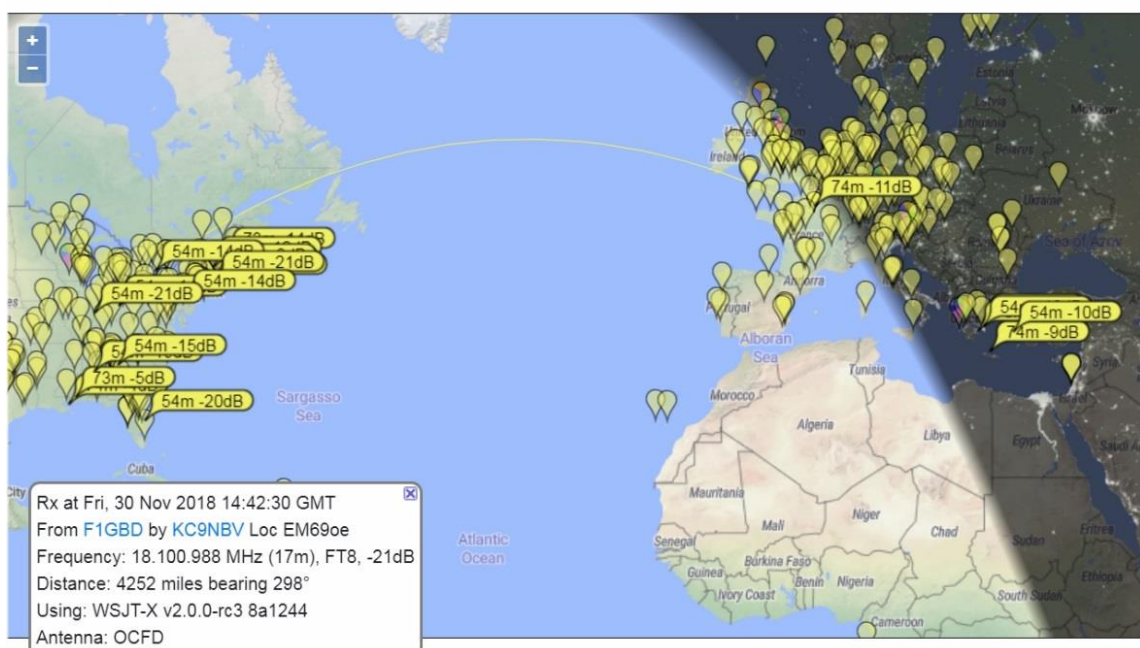 +
−
Moscow
Estonia
Latvia
Lithuania
Belarus
Ireland
Ukraine
Sea of Azov
74m -11dB
France
Andorra
Portugal
54m -14dB
54m -21dB
54m -14dB
54m -21dB
54m -15dB
73m -5dB
54m -20dB
54m -10dB
74m -9dB
Syria
Alboran
Sea
Tunisia
Morocco
Sargasso
Sea
Algeria
Libya
Egypt
Cuba
Mauritania
Mali
Niger
Chad
Sudan
Eritrea
Atlantic
Ocean
Senegal
Guinea
Burkina Faso
Benin
Nigeria
Ivory Coast
Ethiopia
South Sudan
Cameroon
City
Rx at Fri, 30 Nov 2018 14:42:30 GMT
From F1GBD by KC9NBV Loc EM69oe
Frequency: 18.100.988 MHz (17m), FT8, -21dB
Distance: 4252 miles bearing 298°
Using: WSJT-X v2.0.0-rc3 8a1244
Antenna: OCFD